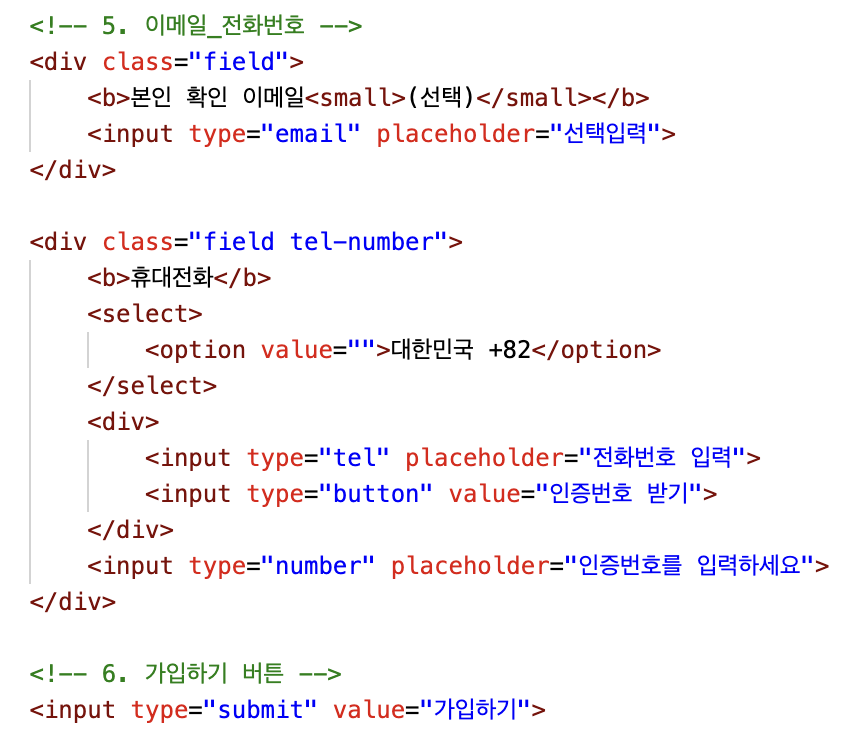 <!-- 5. 이메일_전화번호 -->
<div class="field">
    <b>본인 확인 이메일<small>(선택)</small></b>
    <input type="email" placeholder="선택입력">
</div>

<div class="field tel-number">
    <b>휴대전화</b>
    <select>
        <option value="">대한민국 +82</option>
    </select>
    <div>
        <input type="tel" placeholder="전화번호 입력">
        <input type="button" value="인증번호 받기">
    </div>
    <input type="number" placeholder="인증번호를 입력하세요">
</div>

<!-- 6. 가입하기 버튼 -->
<input type="submit" value="가입하기">